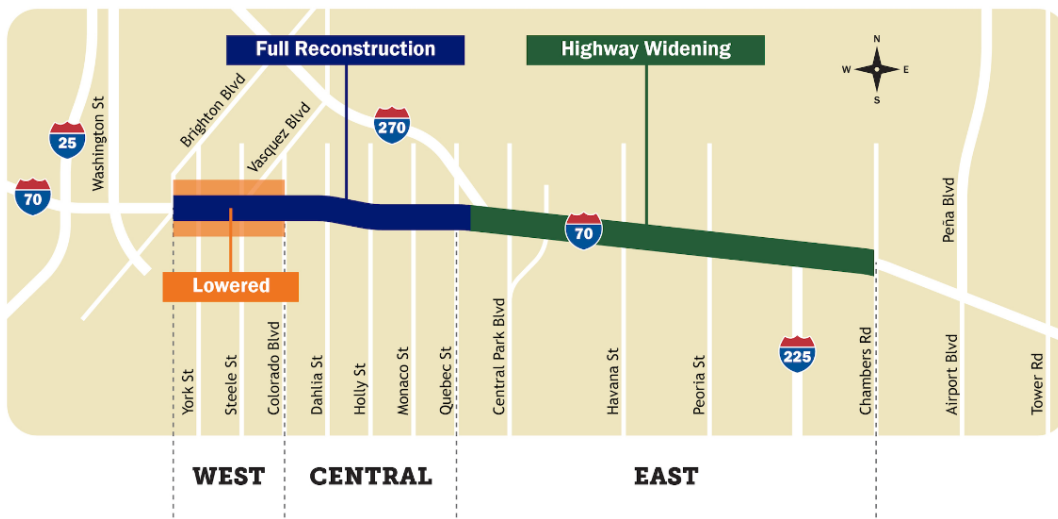 Full Reconstruction
Highway Widening
N
W E
S
25
Washington St
Brighton Blvd
Vasquez Blvd
270
70
70
Lowered
Peña Blvd
225
York St
Steele St
Colorado Blvd
Dahlia St
Holly St
Monaco St
Quebec St
Central Park Blvd
Havana St
Peoria St
Chambers Rd
Airport Blvd
Tower Rd
WEST
CENTRAL
EAST